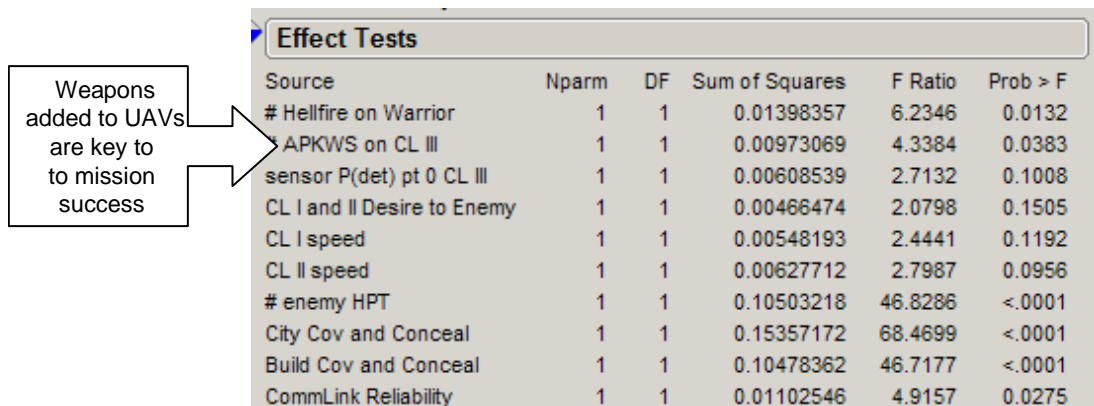 Effect Tests
Weapons
added to UAVs
are key to
to mission
success
Source Nparm DF Sum of Squares F Ratio Prob > F
# Hellfire on Warrior 1 1 0.01398357 6.2346 0.0132
# APKWS on CL III 1 1 0.00973069 4.3384 0.0383
sensor P(det) pt 0 CL III 1 1 0.00608539 2.7132 0.1008
CL I and II Desire to Enemy 1 1 0.00466474 2.0798 0.1505
CL I speed 1 1 0.00548193 2.4441 0.1192
CL II speed 1 1 0.00627712 2.7987 0.0956
# enemy HPT 1 1 0.10503218 46.8286 <.0001
City Cov and Conceal 1 1 0.15357172 68.4699 <.0001
Build Cov and Conceal 1 1 0.10478362 46.7177 <.0001
CommLink Reliability 1 1 0.01102546 4.9157 0.0275